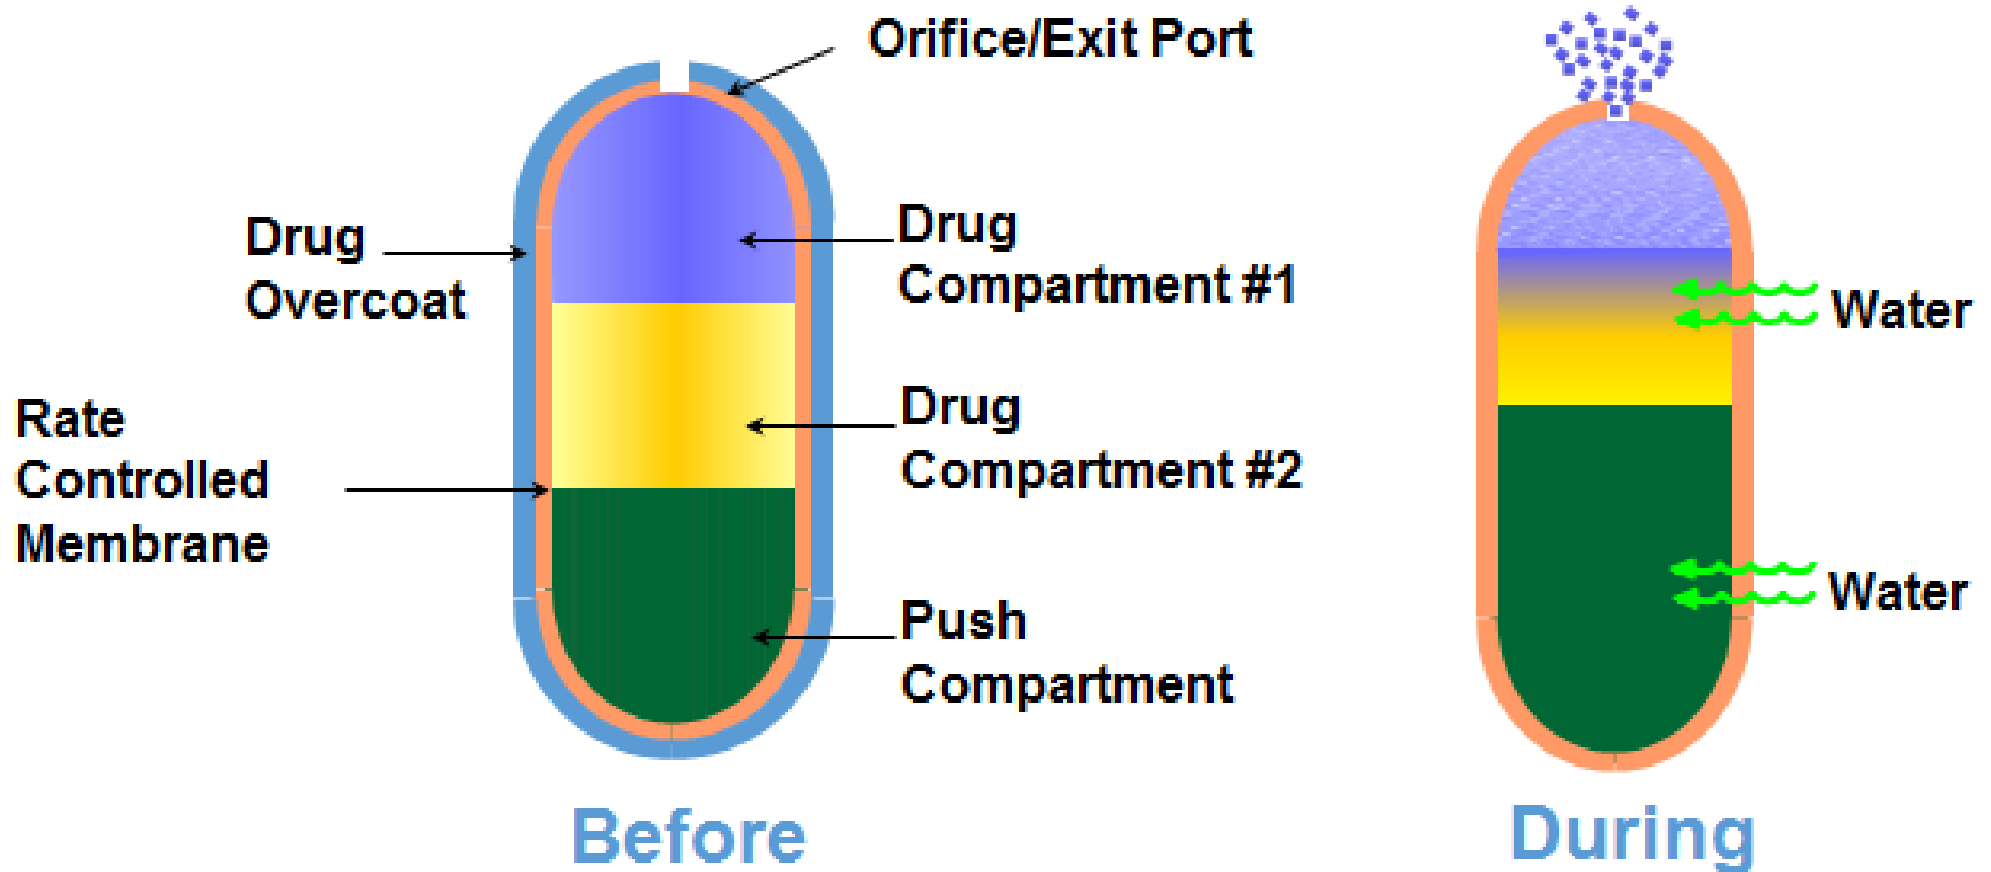 Orifice/Exit Port
Drug
Overcoat
Drug
Compartment #1
Rate
Controlled
Membrane
Drug
Compartment #2
Push
Compartment
Before
Water
Water
During